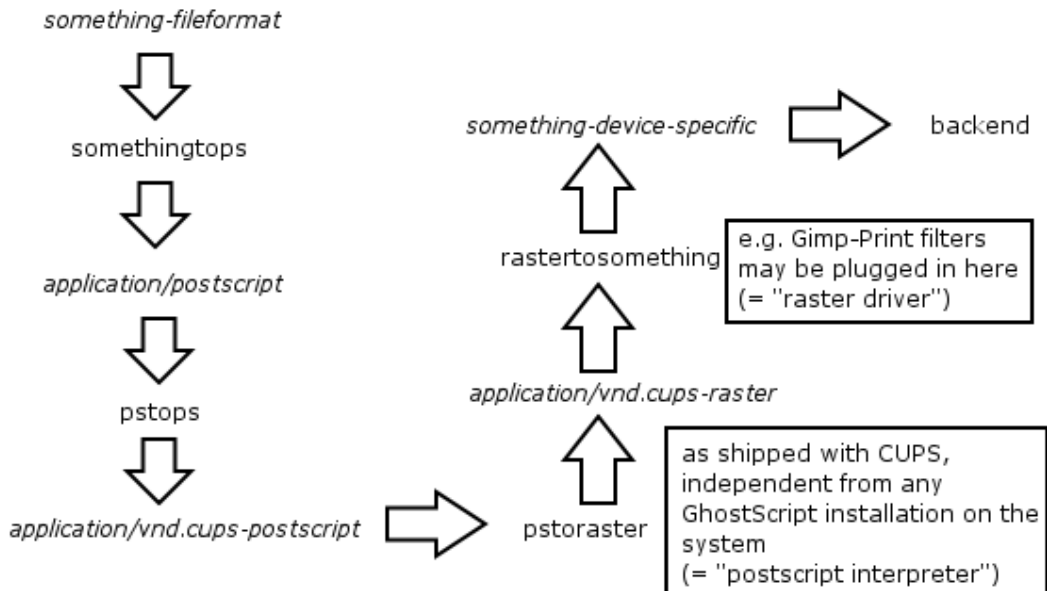 something-fileformat
somethingtops
application/postscript
pstops
application/vnd.cups-postscript
pstoraster
as shipped with CUPS,
independent from any
GhostScript installation on the
system
(= "postscript interpreter")
application/vnd.cups-raster
rastertosomething
e.g. Gimp-Print filters
may be plugged in here
(= "raster driver")
something-device-specific
backend